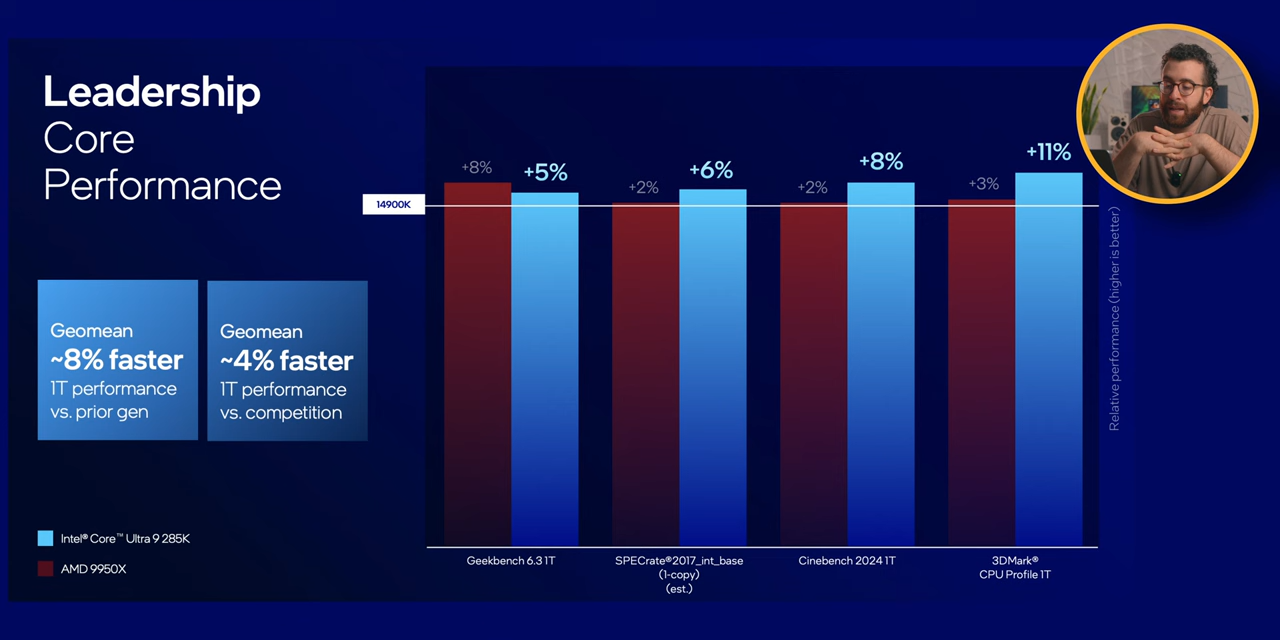 Leadership
Core
Performance
Geomean
~8% faster
1T performance
vs. prior gen
Geomean
~4% faster
1T performance
vs. competition
Intel® Core™ Ultra 9 285K
AMD 9950X
14900K
+8%
+5%
+2%
+6%
+2%
+8%
+3%
+11%
Relative performance (higher is better)
Geekbench 6.3 1T
SPECrate®2017_int_base
(1-copy)
(est.)
Cinebench 2024 1T
3DMark®
CPU Profile 1T